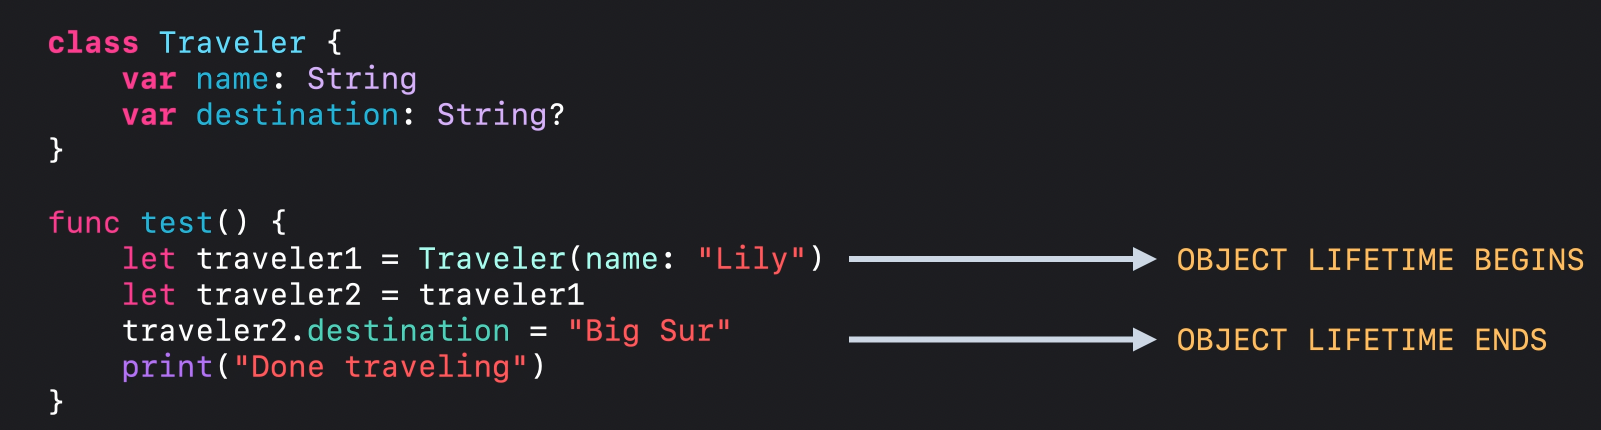 class Traveler {
    var name: String
    var destination: String?
}

func test() {
    let traveler1 = Traveler(name: "Lily") OBJECT LIFETIME BEGINS
    let traveler2 = traveler1
    traveler2.destination = "Big Sur" OBJECT LIFETIME ENDS
    print("Done traveling")
}